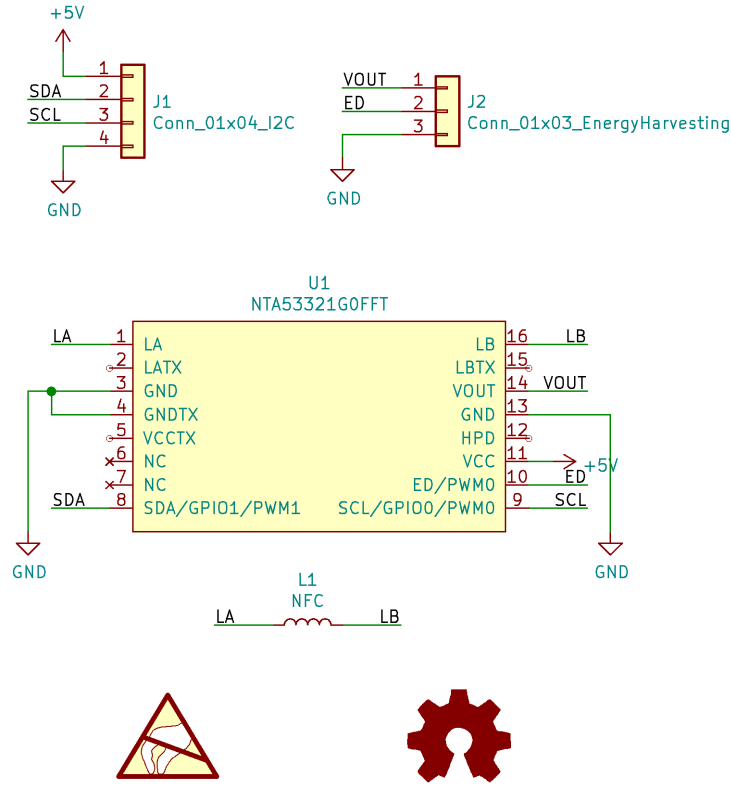 +5V
1
SDA
2
SCL
3
4
J1
Conn_01x04_I2C
GND
VOUT
1
ED
2
3
J2
Conn_01x03_EnergyHarvesting
GND
U1
NTA53321G0FFT
LA 1 LA
2 LATX
3 GND
4 GNDTX
5 VCCTX
6 NC
7 NC
SDA 8 SDA/GPIO1/PWM1
LB 16 LB
LBTX 15
VOUT 14 VOUT
GND 13
HPD 12
VCC 11 +5V
ED/PWM0 10 ED
SCL/GPIO0/PWM0 9 SCL
GND
GND
L1
NFC
LA
LB